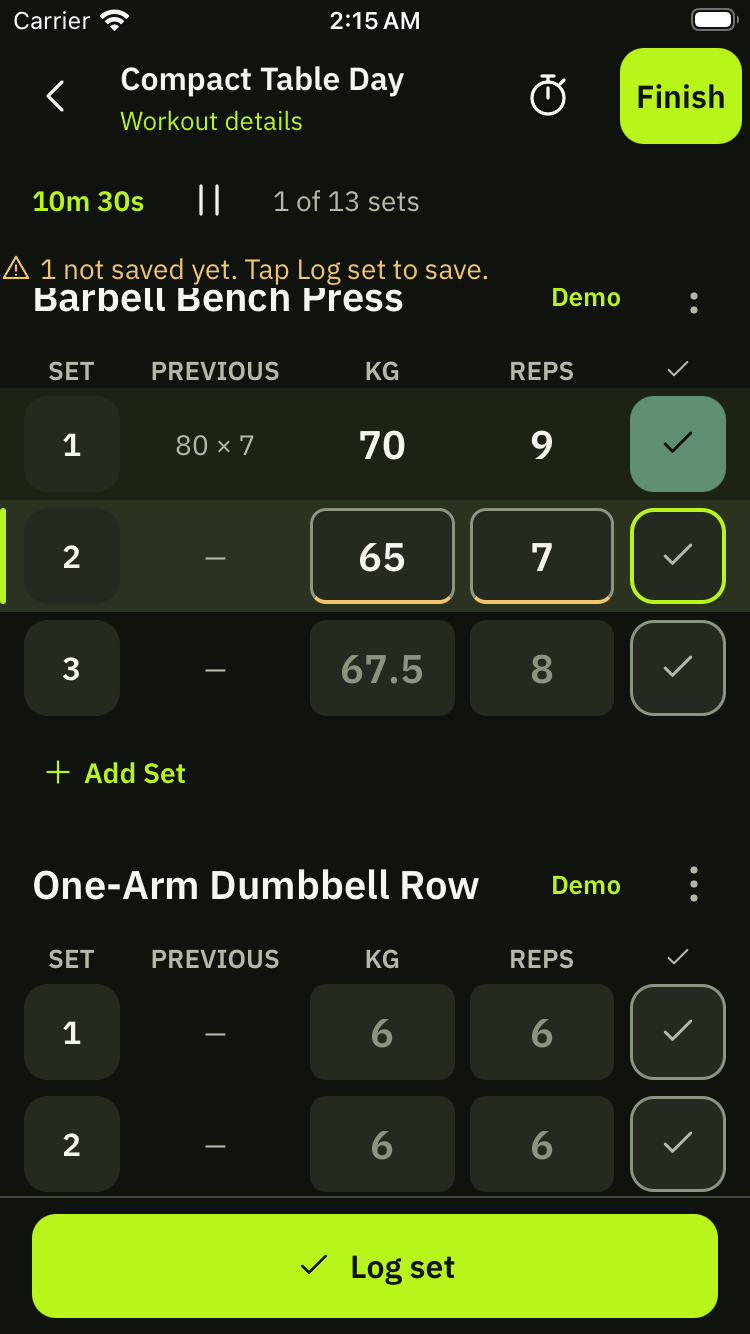 Carrier 2:15 AM
Compact Table Day
Workout details
Finish
10m 30s 1 of 13 sets
1 not saved yet. Tap Log set to save.
Barbell Bench Press Demo
SET PREVIOUS KG REPS
1 80 × 7 70 9
2 – 65 7
3 – 67.5 8
+ Add Set
One-Arm Dumbbell Row Demo
SET PREVIOUS KG REPS
1 – 6 6
2 – 6 6
Log set